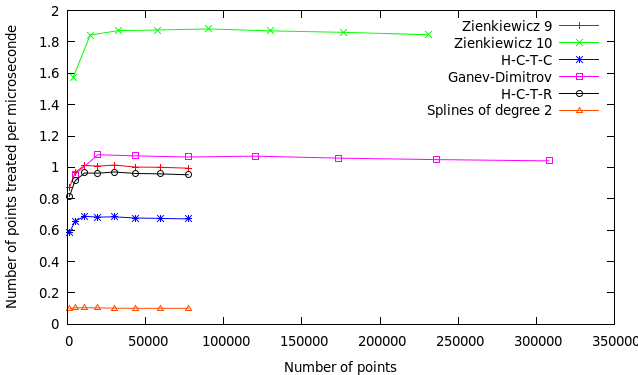 2
1.8
1.6
1.4
1.2
1
0.8
0.6
0.4
0.2
0
Number of points treated per microseconde
Zienkiewicz 9
Zienkiewicz 10
H-C-T-C
Ganev-Dimitrov
H-C-T-R
Splines of degree 2
0 50000 100000 150000 200000 250000 300000 350000
Number of points